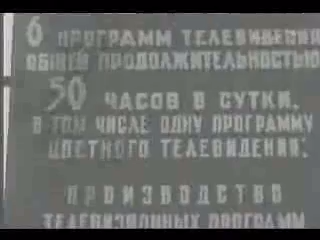 6 ПРОГРАММ ТЕЛЕВИДЕНИЯ
ОБЩЕЙ ПРОДОЛЖИТЕЛЬНОСТЬЮ
50 ЧАСОВ В СУТКИ,
В ТОМ ЧИСЛЕ ОДНУ ПРОГРАММУ
ЦВЕТНОГО ТЕЛЕВИДЕНИЯ;
ПРОИЗВОДСТВО
ТЕЛЕВИЗИОННЫХ ПРОГРАММ